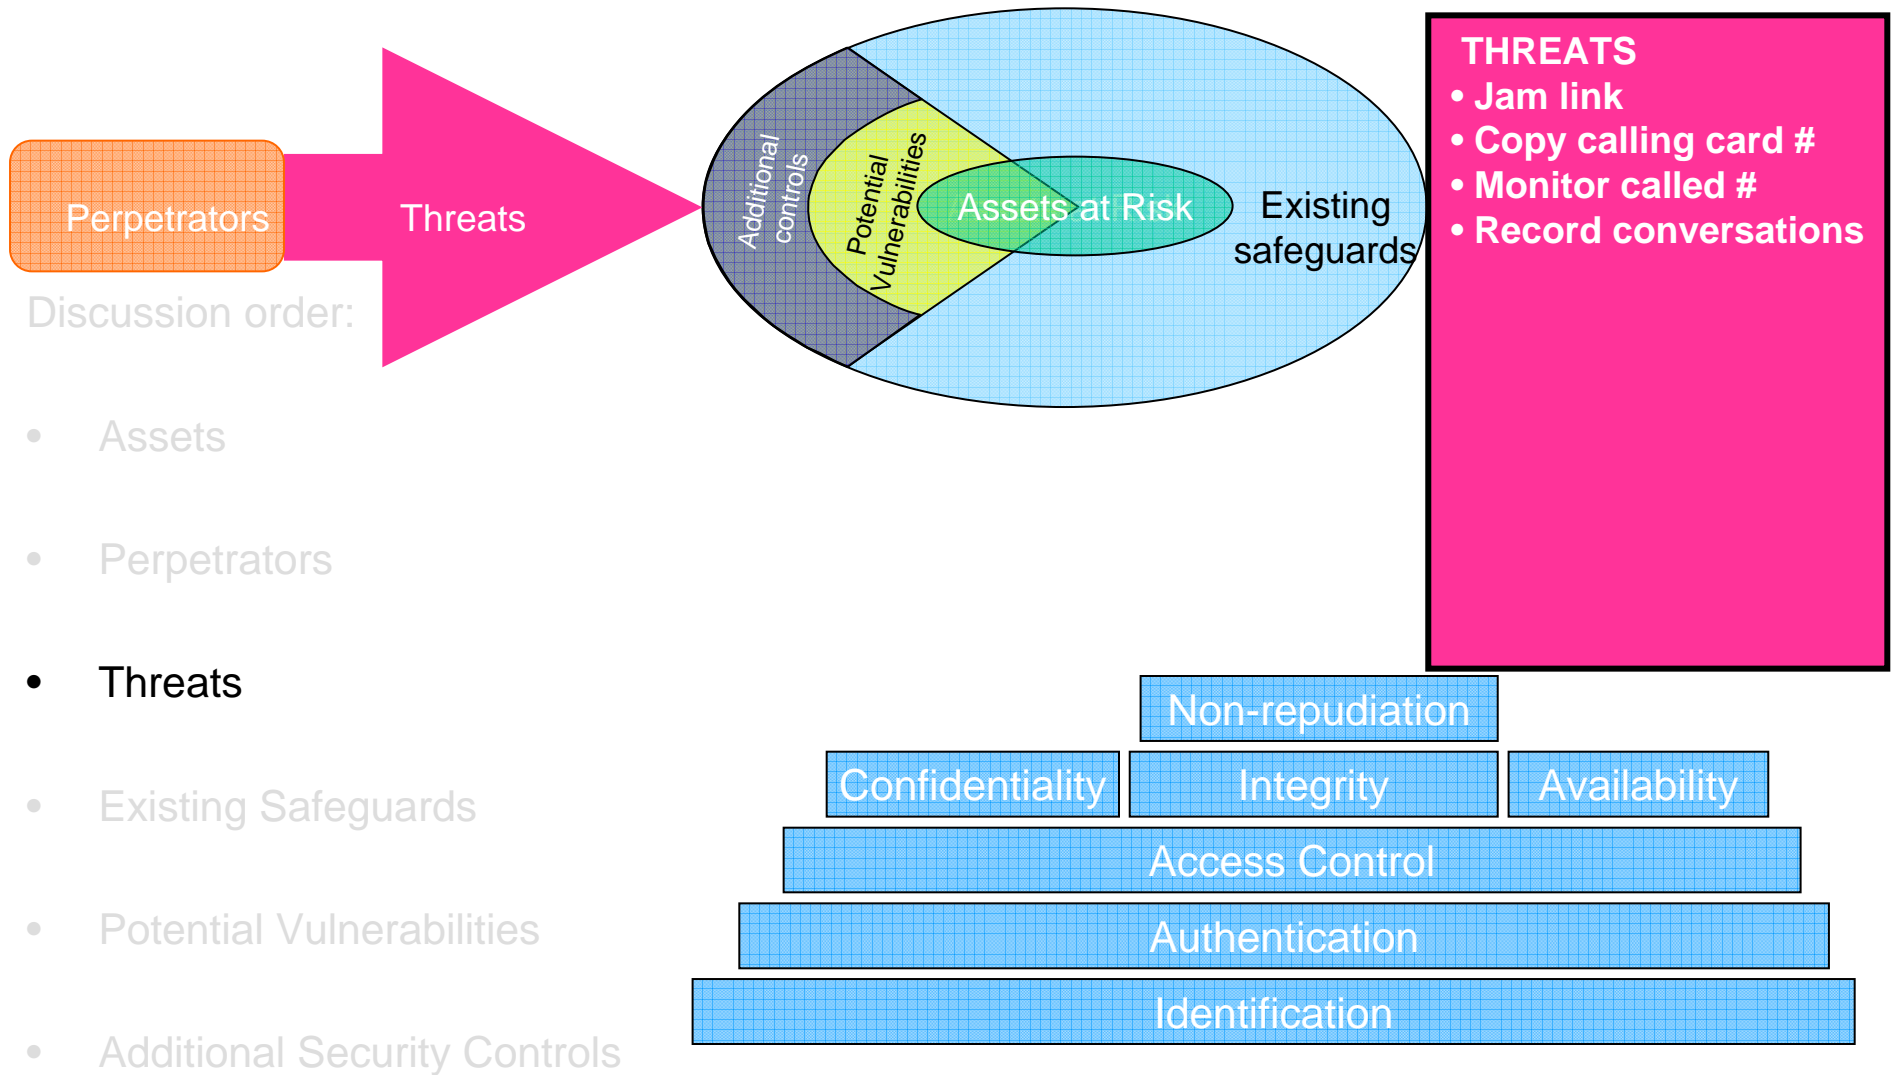 Perpetrators
Threats
Additional
controls
Potential
Vulnerabilities
Assets at Risk
Existing
safeguards
THREATS
• Jam link
• Copy calling card #
• Monitor called #
• Record conversations
Discussion order:
• Assets
• Perpetrators
• Threats
• Existing Safeguards
• Potential Vulnerabilities
• Additional Security Controls
Non-repudiation
Confidentiality
Integrity
Availability
Access Control
Authentication
Identification